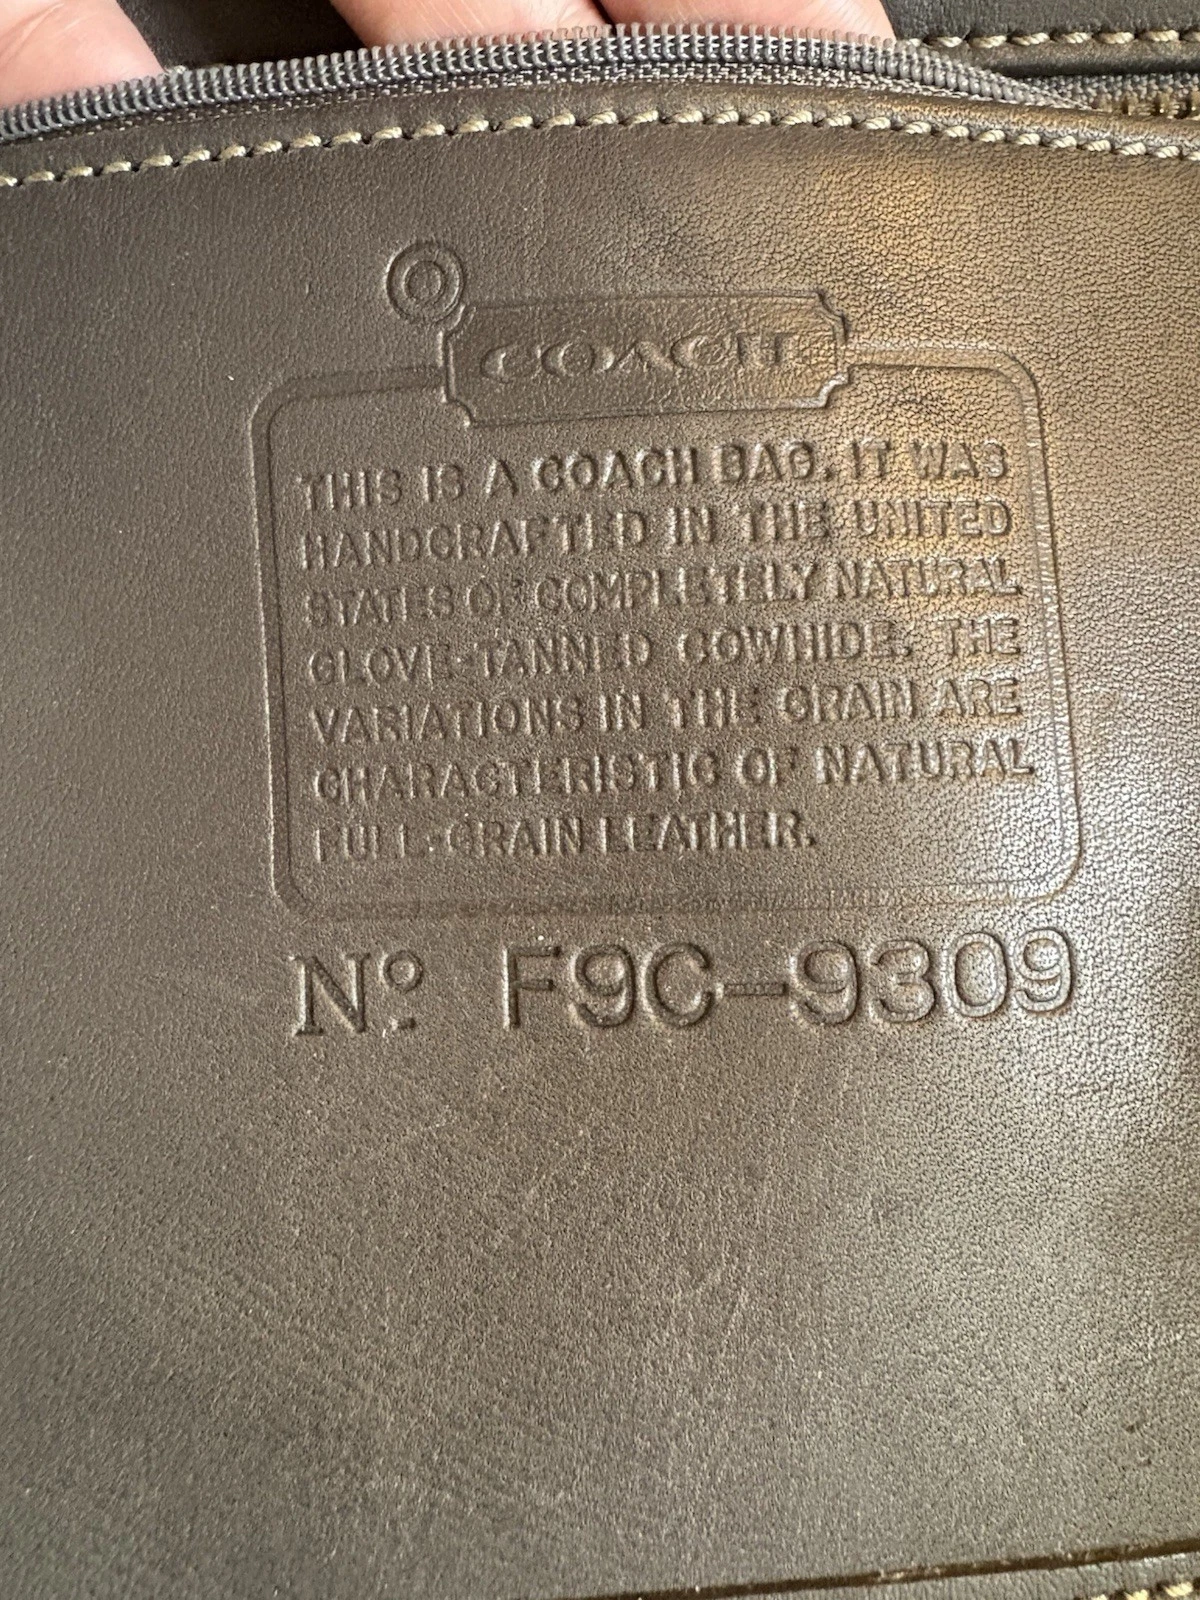 COACH
THIS IS A COACH BAG. IT WAS
HANDCRAFTED IN THE UNITED
STATES OF COMPLETELY NATURAL
GLOVE-TANNED COWHIDE. THE
VARIATIONS IN THE GRAIN ARE
CHARACTERISTIC OF NATURAL
FULL-GRAIN LEATHER.
Nº F9C-9309